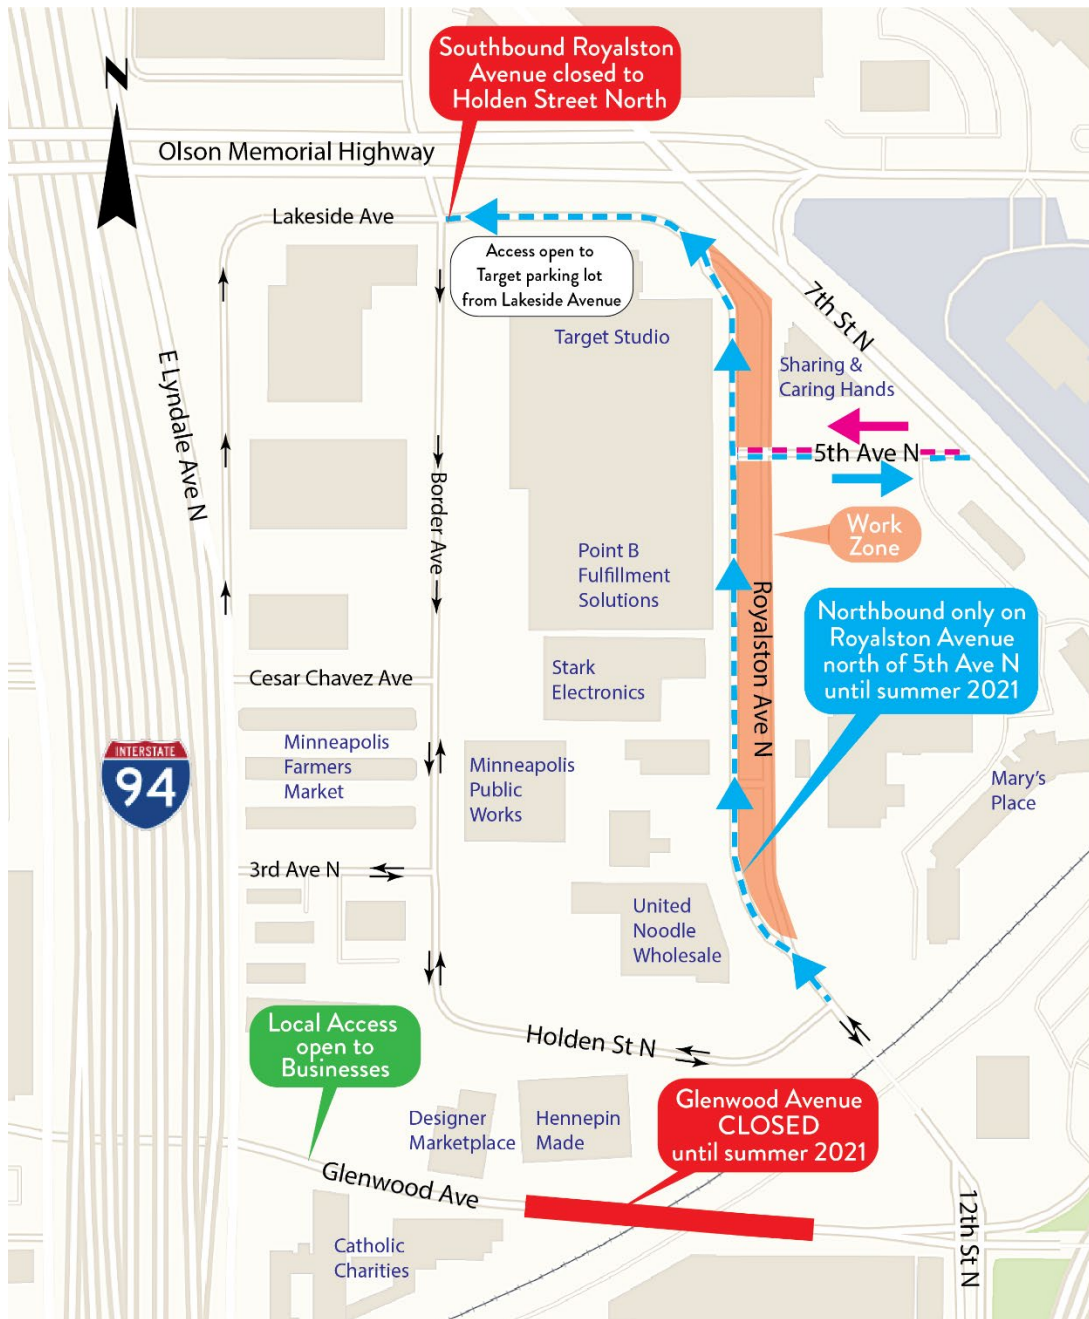 Southbound Royalston
Avenue closed to
Holden Street North
N
Olson Memorial Highway
Lakeside Ave
Access open to
Target parking lot
from Lakeside Avenue
7th St N
Target Studio
Sharing &
Caring Hands
E Lyndale Ave N
5th Ave N
Border Ave
Work
Zone
Point B
Fulfillment
Solutions
Royalston Ave N
Northbound only on
Royalston Avenue
north of 5th Ave N
until summer 2021
Cesar Chavez Ave
Stark
Electronics
Minneapolis
Farmers
Market
INTERSTATE
94
Minneapolis
Public
Works
Mary's
Place
3rd Ave N
United
Noodle
Wholesale
Local Access
open to
Businesses
Holden St N
Designer
Marketplace
Hennepin
Made
Glenwood Avenue
CLOSED
until summer 2021
Glenwood Ave
12th St N
Catholic
Charities